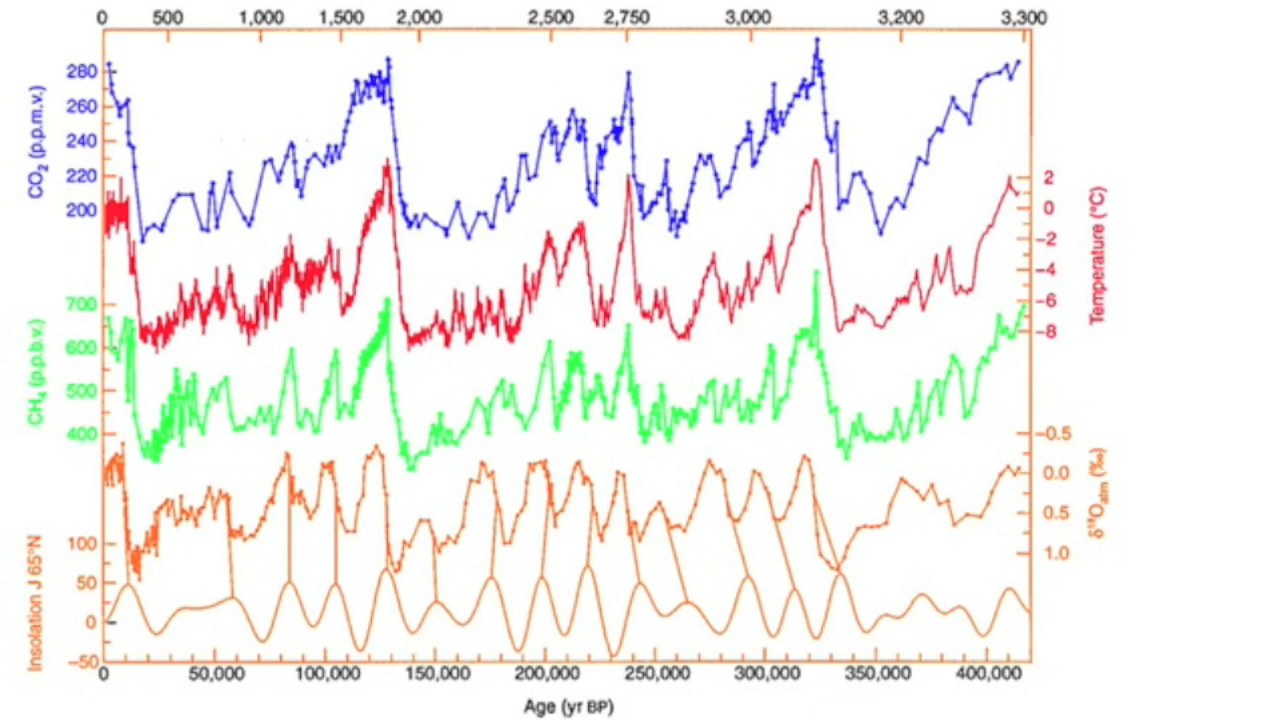 0 500 1,000 1,500 2,000 2,500 2,750 3,000 3,200 3,300
CO2 (p.p.m.v.)
280
260
240
220
200
2
0
−2
−4
−6
−8
Temperature (°C)
CH4 (p.p.b.v.)
700
600
500
400
−0.5
0.0
0.5
1.0
δ18Oatm (‰)
Insolation J 65°N
100
50
0
−50
0 50,000 100,000 150,000 200,000 250,000 300,000 350,000 400,000
Age (yr BP)